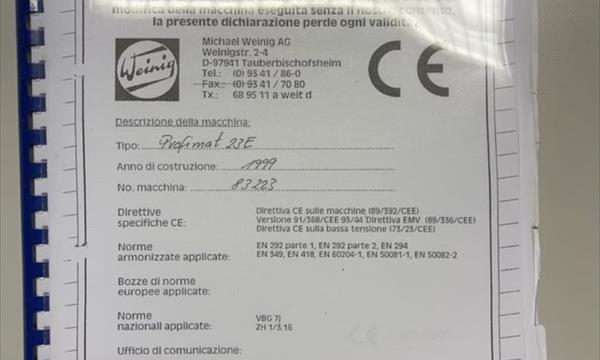 modifica della macchina eseguita senza il nostro consenso,
la presente dichiarazione perde ogni validità.
Weinig
Michael Weinig AG
Weinigstr. 2-4
D-97941 Tauberbischofsheim
Tel.: (0) 93 41 / 86-0
Fax.: (0) 93 41 / 70 80
Tx.: 68 95 11 a weit d
CE
Descrizione della macchina:
Tipo: Profimat 23E
Anno di costruzione: 1999
No. macchina: 83223
Direttive specifiche CE:
Direttiva CE sulle macchine (89/392/CEE)
Versione 91/368/CEE 93/44 Direttiva EMV (89/336/CEE)
Direttiva CE sulla bassa tensione (73/23/CEE)
Norme armonizzate applicate:
EN 292 parte 1, EN 292 parte 2, EN 294
EN 349, EN 418, EN 60204-1, EN 50081-1, EN 50082-2
Bozze di norme
europee applicate:
Norme nazionali applicate:
VBG 7j
ZH 1/3.16
Ufficio di comunicazione: